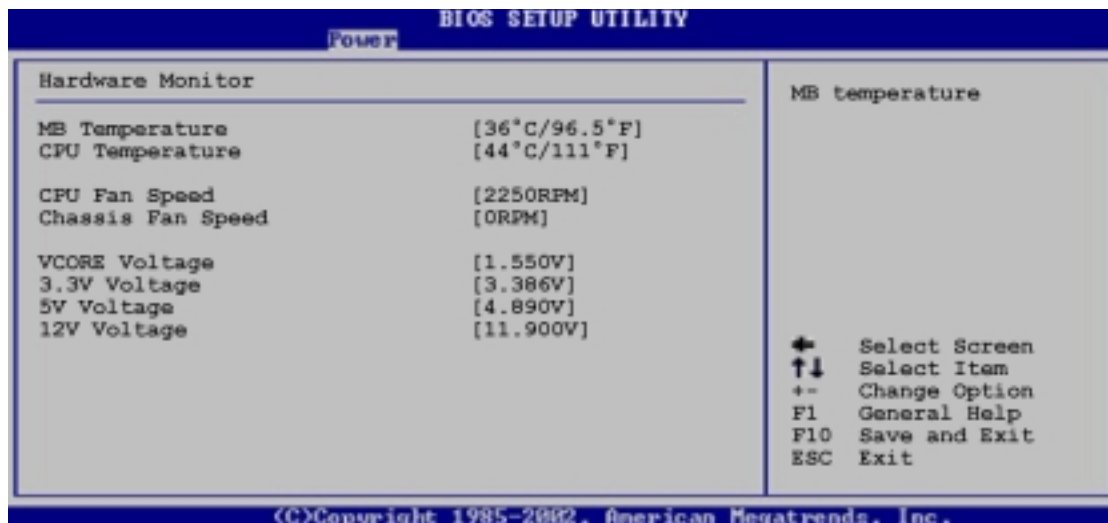 BIOS SETUP UTILITY
Power
Hardware Monitor
MB Temperature [36°C/96.5°F]
CPU Temperature [44°C/111°F]
CPU Fan Speed [2250RPM]
Chassis Fan Speed [0RPM]
VCORE Voltage [1.550V]
3.3V Voltage [3.386V]
5V Voltage [4.890V]
12V Voltage [11.900V]
MB temperature
← Select Screen
↑↓ Select Item
+- Change Option
F1 General Help
F10 Save and Exit
ESC Exit
(C)Copyright 1985-2002, American Megatrends, Inc.